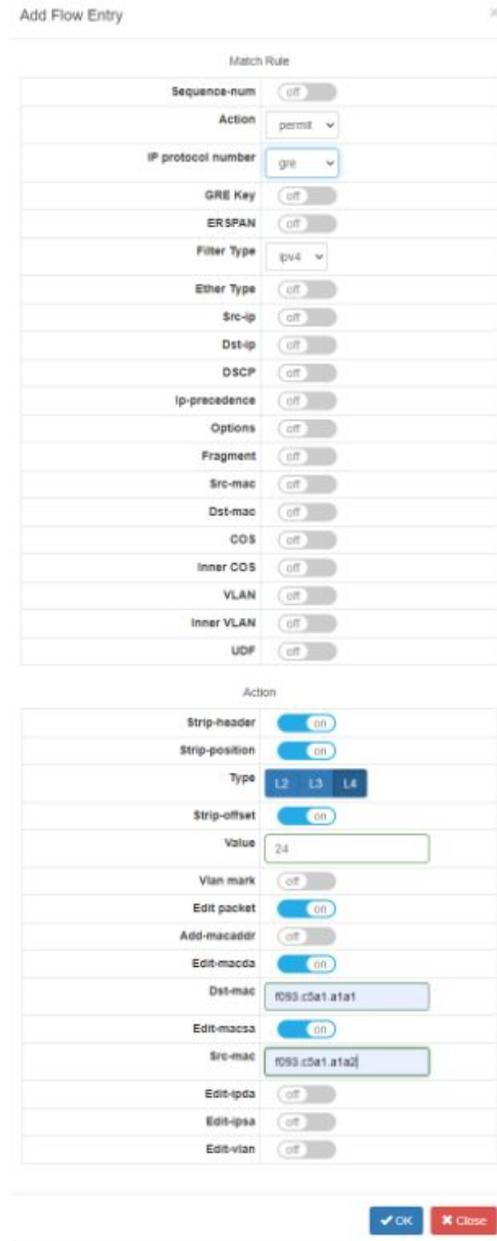 Add Flow Entry
×
Match Rule
Sequence-num off
Action permit
IP protocol number gre
GRE Key off
ERSPAN off
Filter Type ipv4
Ether Type off
Src-ip off
Dst-ip off
DSCP off
Ip-precedence off
Options off
Fragment off
Src-mac off
Dst-mac off
COS off
Inner COS off
VLAN off
Inner VLAN off
UDF off
Action
Strip-header on
Strip-position on
Type L2 L3 L4
Strip-offset on
Value 24
Vlan mark off
Edit packet on
Add-macaddr off
Edit-macda on
Dst-mac f093.c5a1.a1a1
Edit-macsa on
Src-mac f093.c5a1.a1a2
Edit-ipda off
Edit-ipsa off
Edit-vlan off
✔ OK ✖ Close